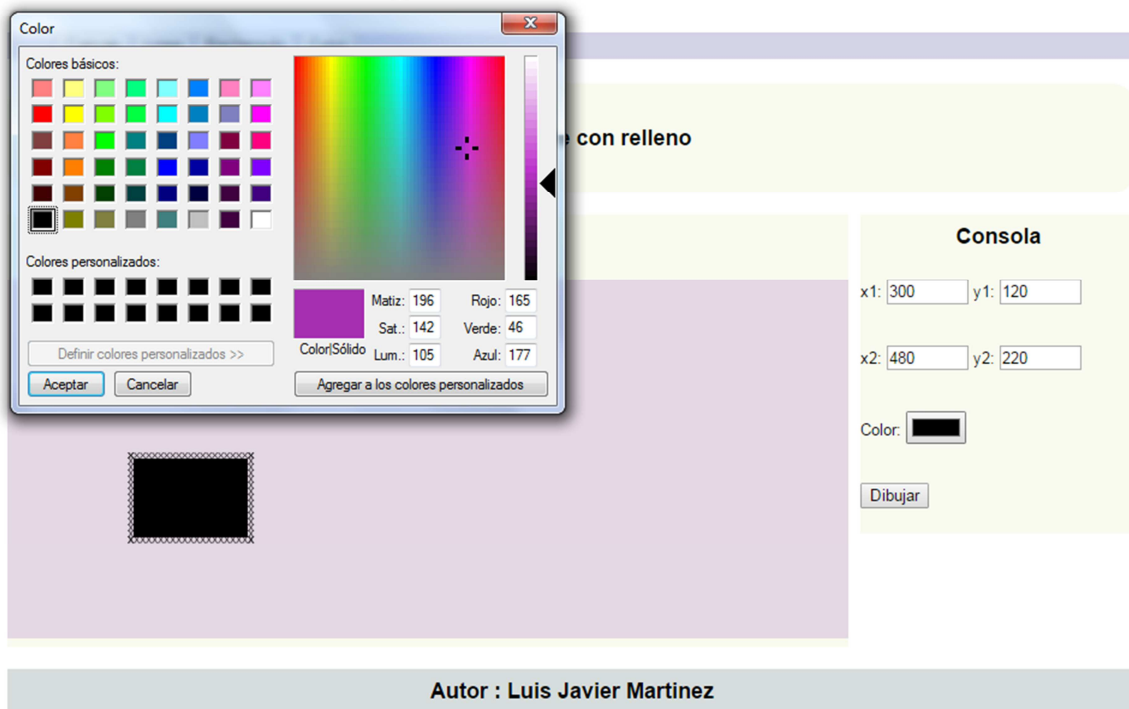 Color
Colores básicos:
con relleno
Colores personalizados:
Matiz: 196 Rojo: 165
Sat.: 142 Verde: 46
Color|Sólido Lum.: 105 Azul: 177
Definir colores personalizados >>
Aceptar Cancelar Agregar a los colores personalizados
Consola
x1: 300 y1: 120
x2: 480 y2: 220
Color:
Dibujar
Autor : Luis Javier Martinez